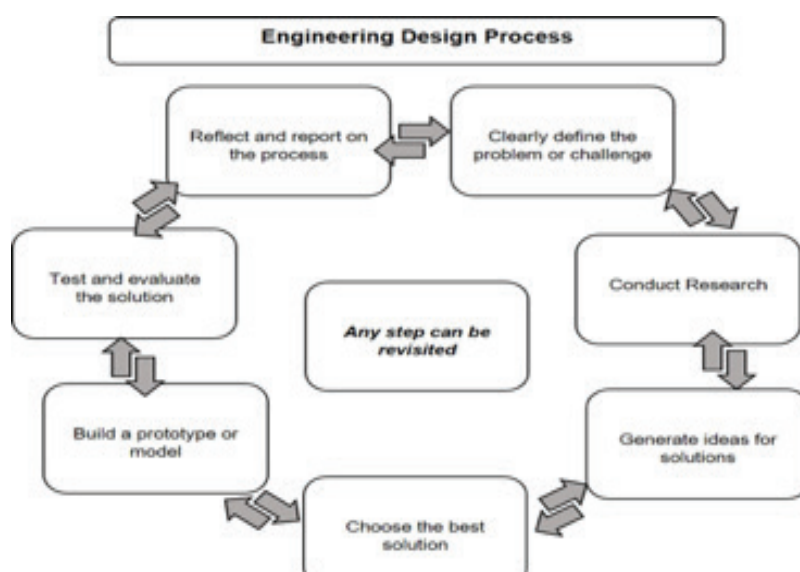 Engineering Design Process
Reflect and report on
the process
Clearly define the
problem or challenge
Test and evaluate
the solution
Conduct Research
Any step can be
revisited
Build a prototype or
model
Generate ideas for
solutions
Choose the best
solution